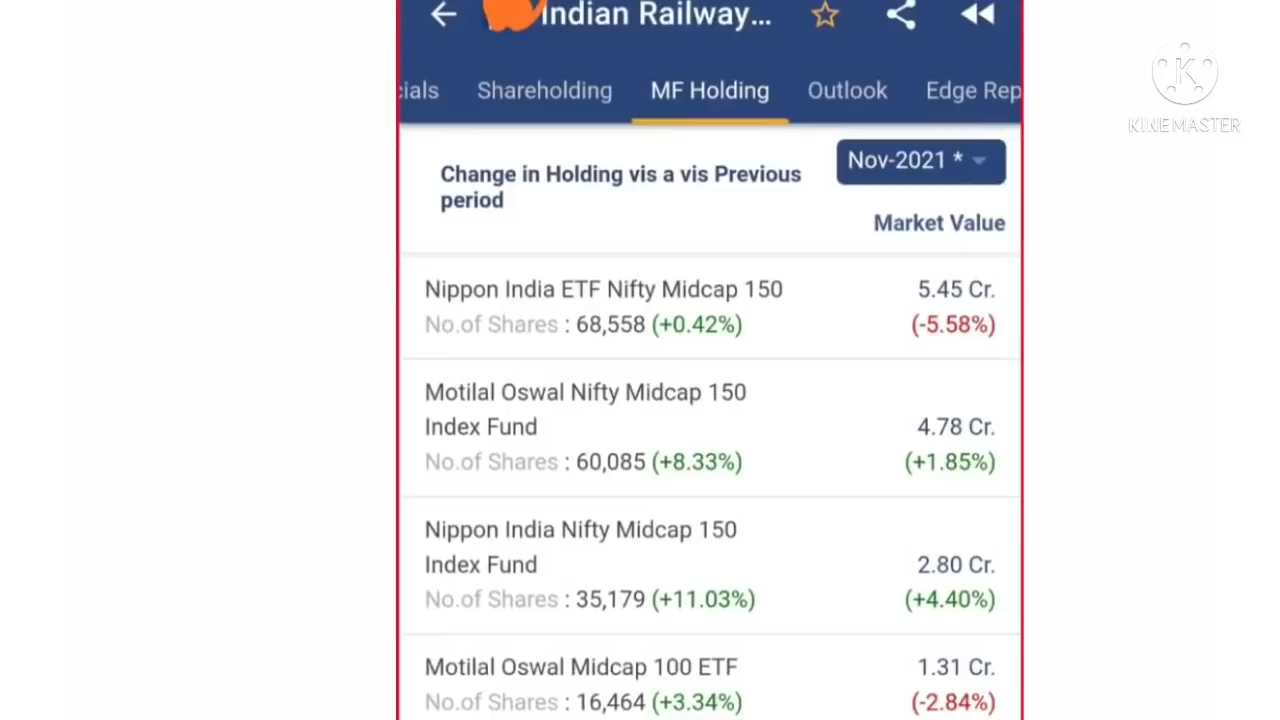 Indian Railway...
cials Shareholding MF Holding Outlook Edge Rep
Change in Holding vis a vis Previous
period
Nov-2021 *
Market Value
Nippon India ETF Nifty Midcap 150 5.45 Cr.
No.of Shares : 68,558 (+0.42%) (-5.58%)
Motilal Oswal Nifty Midcap 150
Index Fund 4.78 Cr.
No.of Shares : 60,085 (+8.33%) (+1.85%)
Nippon India Nifty Midcap 150
Index Fund 2.80 Cr.
No.of Shares : 35,179 (+11.03%) (+4.40%)
Motilal Oswal Midcap 100 ETF 1.31 Cr.
No.of Shares : 16,464 (+3.34%) (-2.84%)
K
KINEMASTER